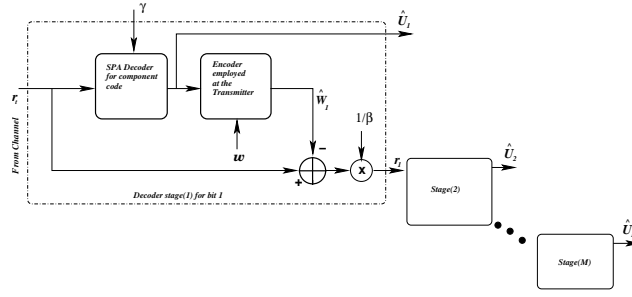 γ
Û1
SPA Decoder
for component
code
Encoder
employed
at the
Transmitter
r1
From Channel
Ŵ1
1/β
w
−
+
x
r1
Decoder stage(1) for bit 1
Û2
Stage(2)
Stage(M)